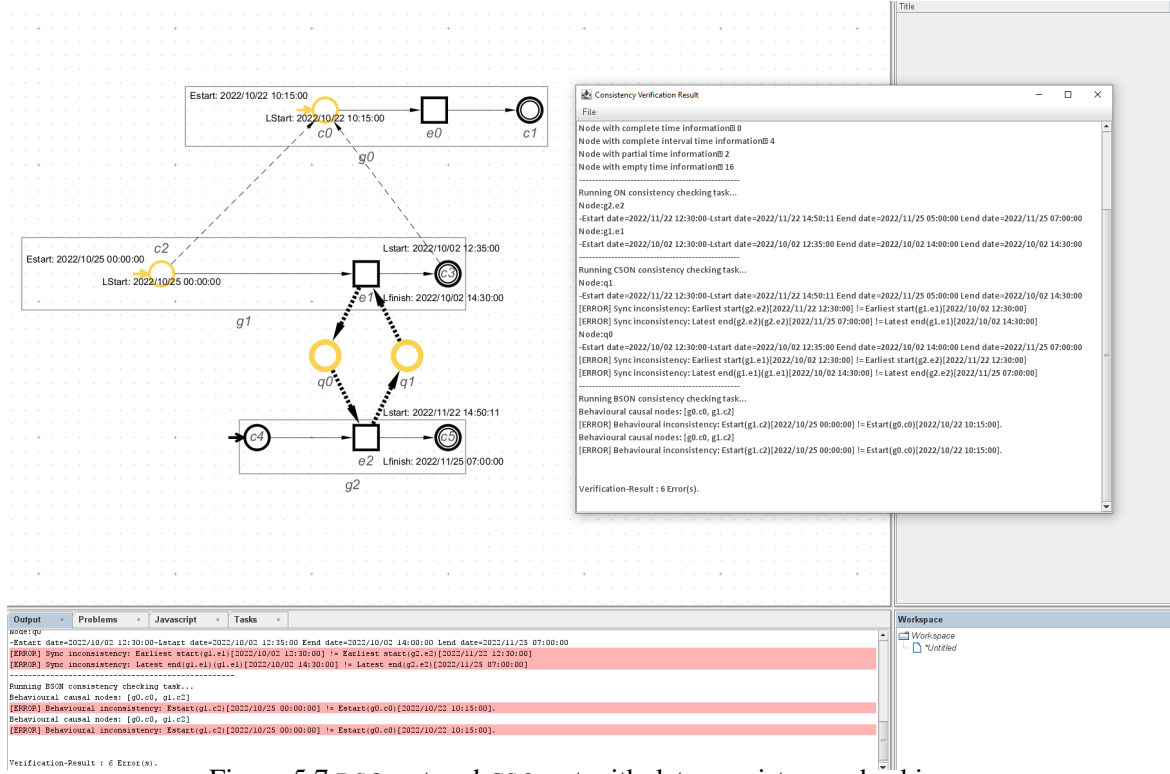 Title
Estart: 2022/10/22 10:15:00
LStart: 2022/10/22 10:15:00
c0
e0
c1
g0
c2
Estart: 2022/10/25 00:00:00
LStart: 2022/10/25 00:00:00
Lstart: 2022/10/02 12:35:00
c3
e1
Lfinish: 2022/10/02 14:30:00
g1
q0
q1
Lstart: 2022/11/22 14:50:11
c4
c5
e2
Lfinish: 2022/11/25 07:00:00
g2
Consistency Verification Result
File
Node with complete time information 0
Node with complete interval time information 4
Node with partial time information 2
Node with empty time information 16
--------------------------------------------------
Running ON consistency checking task...
Node:g2.e2
-Estart date=2022/11/22 12:30:00-Lstart date=2022/11/22 14:50:11 Eend date=2022/11/25 05:00:00 Lend date=2022/11/25 07:00:00
Node:g1.e1
-Estart date=2022/10/02 12:30:00-Lstart date=2022/10/02 12:35:00 Eend date=2022/10/02 14:00:00 Lend date=2022/10/02 14:30:00
--------------------------------------------------
Running CSON consistency checking task...
Node:q1
-Estart date=2022/11/22 12:30:00-Lstart date=2022/11/22 14:50:11 Eend date=2022/11/25 05:00:00 Lend date=2022/10/02 14:30:00
[ERROR] Sync inconsistency: Earliest start(g2.e2)[2022/11/22 12:30:00] != Earliest start(g1.e1)[2022/10/02 12:30:00]
[ERROR] Sync inconsistency: Latest end(g2.e2)(g2.e2)[2022/11/25 07:00:00] != Latest end(g1.e1)[2022/10/02 14:30:00]
Node:q0
-Estart date=2022/10/02 12:30:00-Lstart date=2022/10/02 12:35:00 Eend date=2022/10/02 14:00:00 Lend date=2022/11/25 07:00:00
[ERROR] Sync inconsistency: Earliest start(g1.e1)[2022/10/02 12:30:00] != Earliest start(g2.e2)[2022/11/22 12:30:00]
[ERROR] Sync inconsistency: Latest end(g1.e1)(g1.e1)[2022/10/02 14:30:00] != Latest end(g2.e2)[2022/11/25 07:00:00]
--------------------------------------------------
Running BSON consistency checking task...
Behavioural causal nodes: [g0.c0, g1.c2]
[ERROR] Behavioural inconsistency: Estart(g1.c2)[2022/10/25 00:00:00] != Estart(g0.c0)[2022/10/22 10:15:00].
Behavioural causal nodes: [g0.c0, g1.c2]
[ERROR] Behavioural inconsistency: Estart(g1.c2)[2022/10/25 00:00:00] != Estart(g0.c0)[2022/10/22 10:15:00].
Verification-Result : 6 Error(s).
Output × Problems × Javascript × Tasks ×
Node:q0
-Estart date=2022/10/02 12:30:00-Lstart date=2022/10/02 12:35:00 Eend date=2022/10/02 14:00:00 Lend date=2022/11/25 07:00:00
[ERROR] Sync inconsistency: Earliest start(g1.e1)[2022/10/02 12:30:00] != Earliest start(g2.e2)[2022/11/22 12:30:00]
[ERROR] Sync inconsistency: Latest end(g1.e1)(g1.e1)[2022/10/02 14:30:00] != Latest end(g2.e2)[2022/11/25 07:00:00]
--------------------------------------------------
Running BSON consistency checking task...
Behavioural causal nodes: [g0.c0, g1.c2]
[ERROR] Behavioural inconsistency: Estart(g1.c2)[2022/10/25 00:00:00] != Estart(g0.c0)[2022/10/22 10:15:00].
Behavioural causal nodes: [g0.c0, g1.c2]
[ERROR] Behavioural inconsistency: Estart(g1.c2)[2022/10/25 00:00:00] != Estart(g0.c0)[2022/10/22 10:15:00].
Verification-Result : 6 Error(s).
Workspace
Workspace
*Untitled